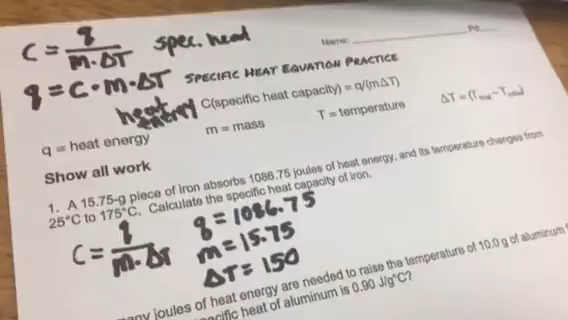 C = q / m·ΔT spec. heat
Name: Pd.
q = C·m·ΔT SPECIFIC HEAT EQUATION PRACTICE
heat energy
C(specific heat capacity) = q/(mΔT)
q = heat energy m = mass T = temperature ΔT = (Tfinal – Tinitial)
Show all work
1. A 15.75-g piece of iron absorbs 1086.75 joules of heat energy, and its temperature changes from
25°C to 175°C. Calculate the specific heat capacity of iron.
C = q / m·ΔT
q = 1086.75
m = 15.75
ΔT = 150
many joules of heat energy are needed to raise the temperature of 10.0 g of aluminum
specific heat of aluminum is 0.90 J/g°C?